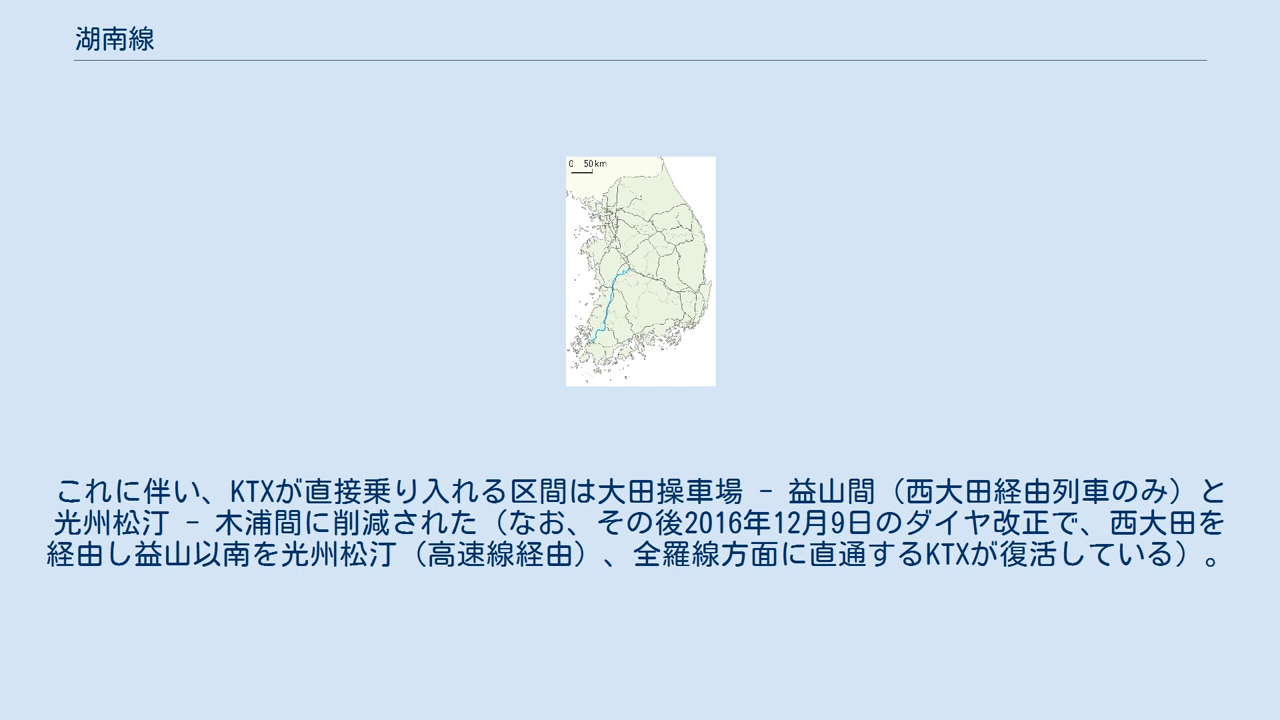 湖南線
0 50km
これに伴い、KTXが直接乗り入れる区間は大田操車場 - 益山間（西大田経由列車のみ）と
光州松汀 - 木浦間に削減された（なお、その後2016年12月9日のダイヤ改正で、西大田を
経由し益山以南を光州松汀（高速線経由）、全羅線方面に直通するKTXが復活している）。